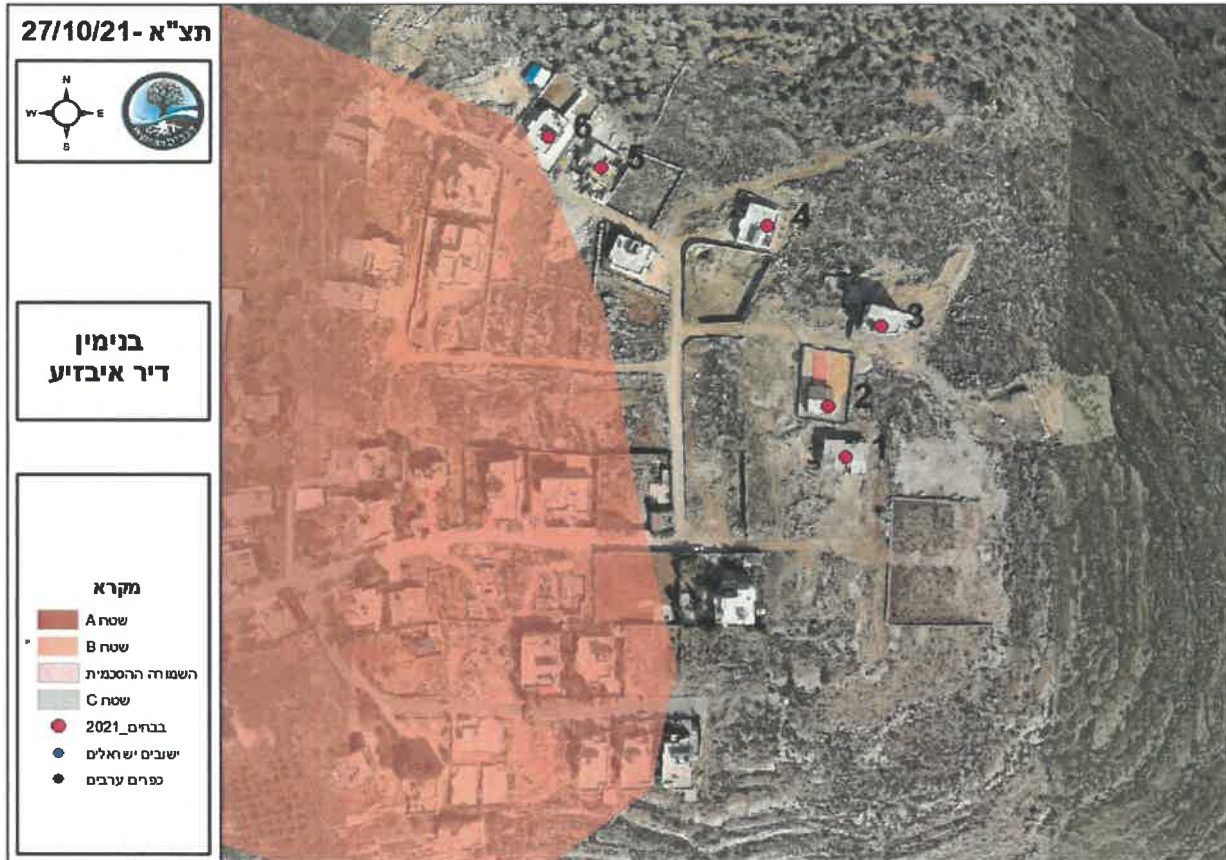 תצ"א -27/10/21
N
W E
S
בנימין
דיר איבזיע
מקרא
שטח A
שטח B
השמורה ההסכמית
שטח C
בבתים_2021
ישובים ישראלים
כפרים ערבים
6
5
4
3
2
1